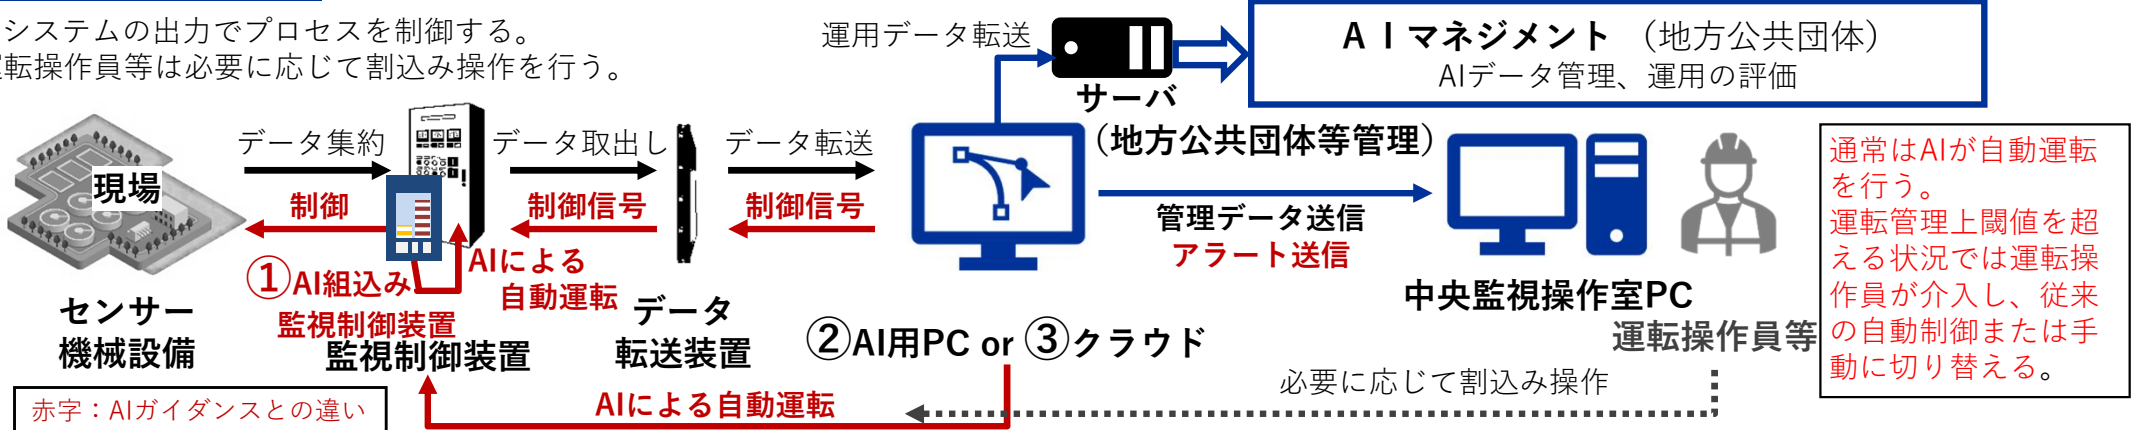 システムの出力でプロセスを制御する。
転操作員等は必要に応じて割込み操作を行う。
運用データ転送
サーバ
(地方公共団体等管理)
AIマネジメント （地方公共団体）
AIデータ管理、運用の評価
現場
センサー
機械設備
データ集約
制御
①AI組込み
監視制御装置
監視制御装置
データ取出し
制御信号
AIによる
自動運転
データ
転送装置
データ転送
制御信号
②AI用PC or ③クラウド
管理データ送信
アラート送信
中央監視操作室PC
運転操作員等
通常はAIが自動運転
を行う。
運転管理上閾値を超
える状況では運転操
作員が介入し、従来
の自動制御または手
動に切り替える。
必要に応じて割込み操作
AIによる自動運転
赤字：AIガイダンスとの違い